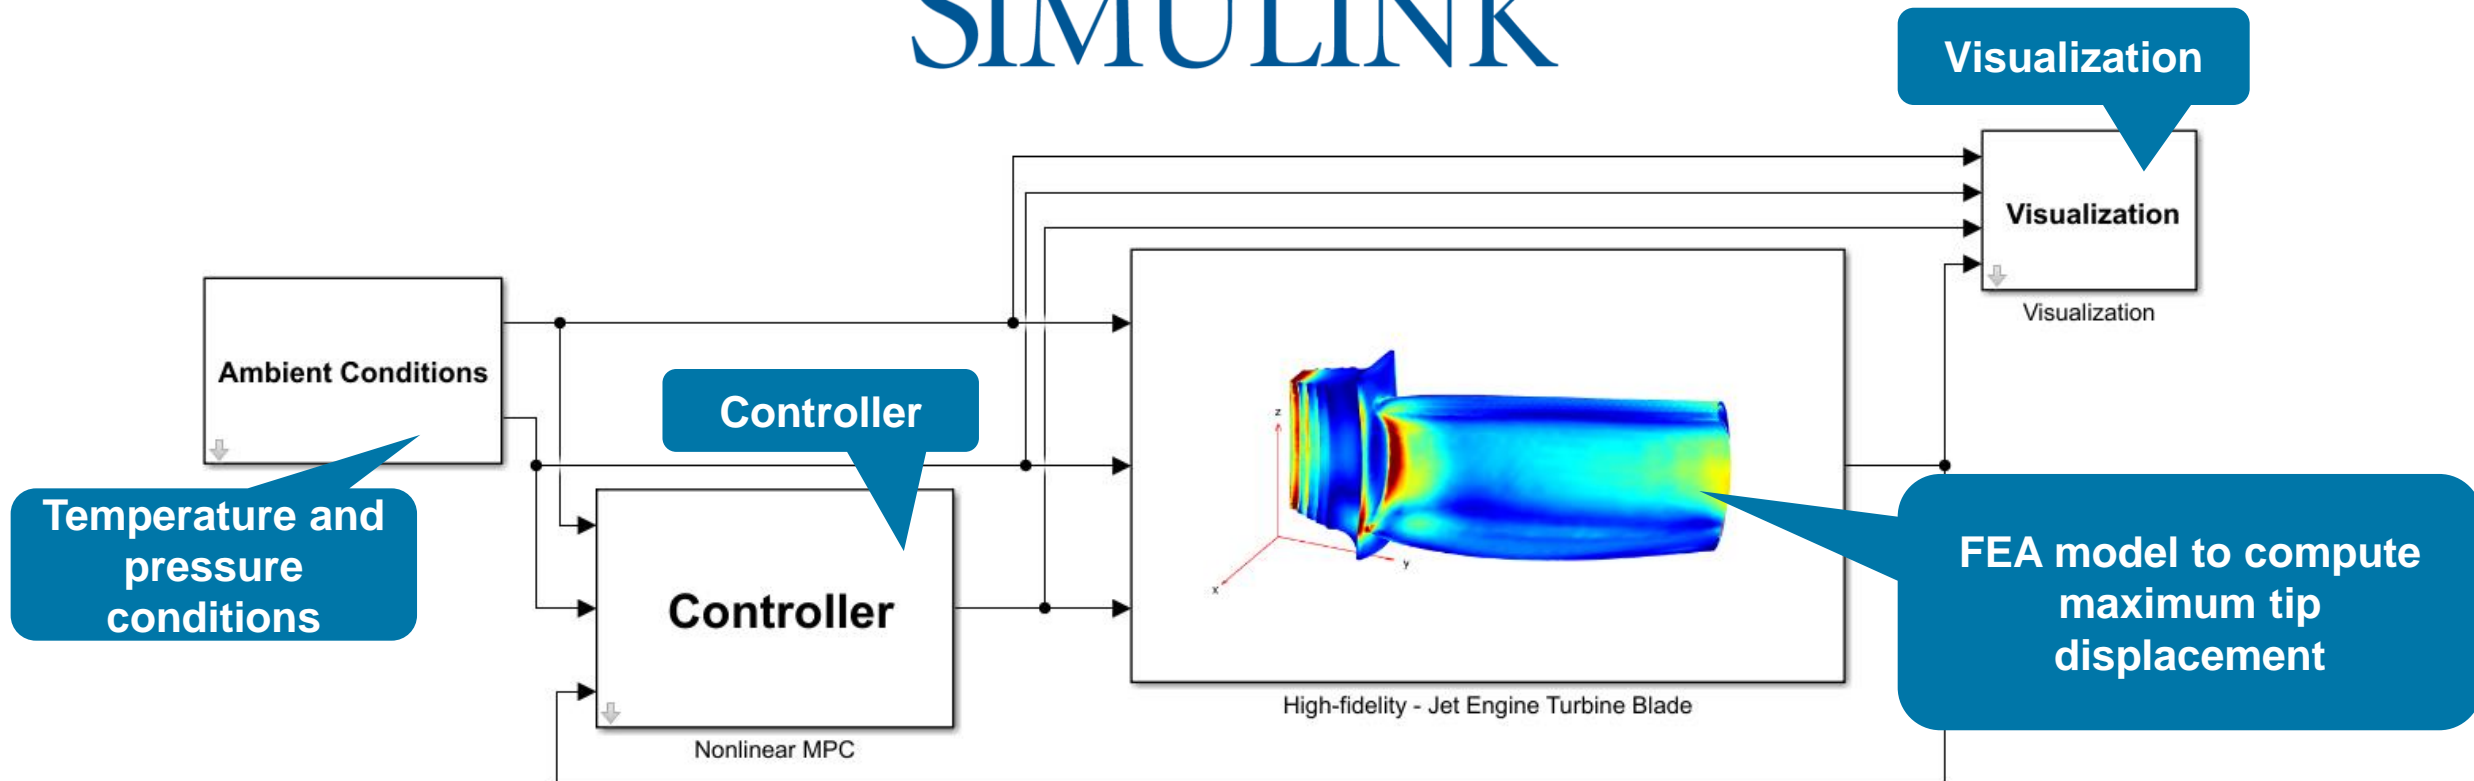 SIMULINK
Visualization
Visualization
Visualization
Ambient Conditions
Temperature and
pressure
conditions
Controller
Controller
Nonlinear MPC
z
y
x
High-fidelity - Jet Engine Turbine Blade
FEA model to compute
maximum tip
displacement